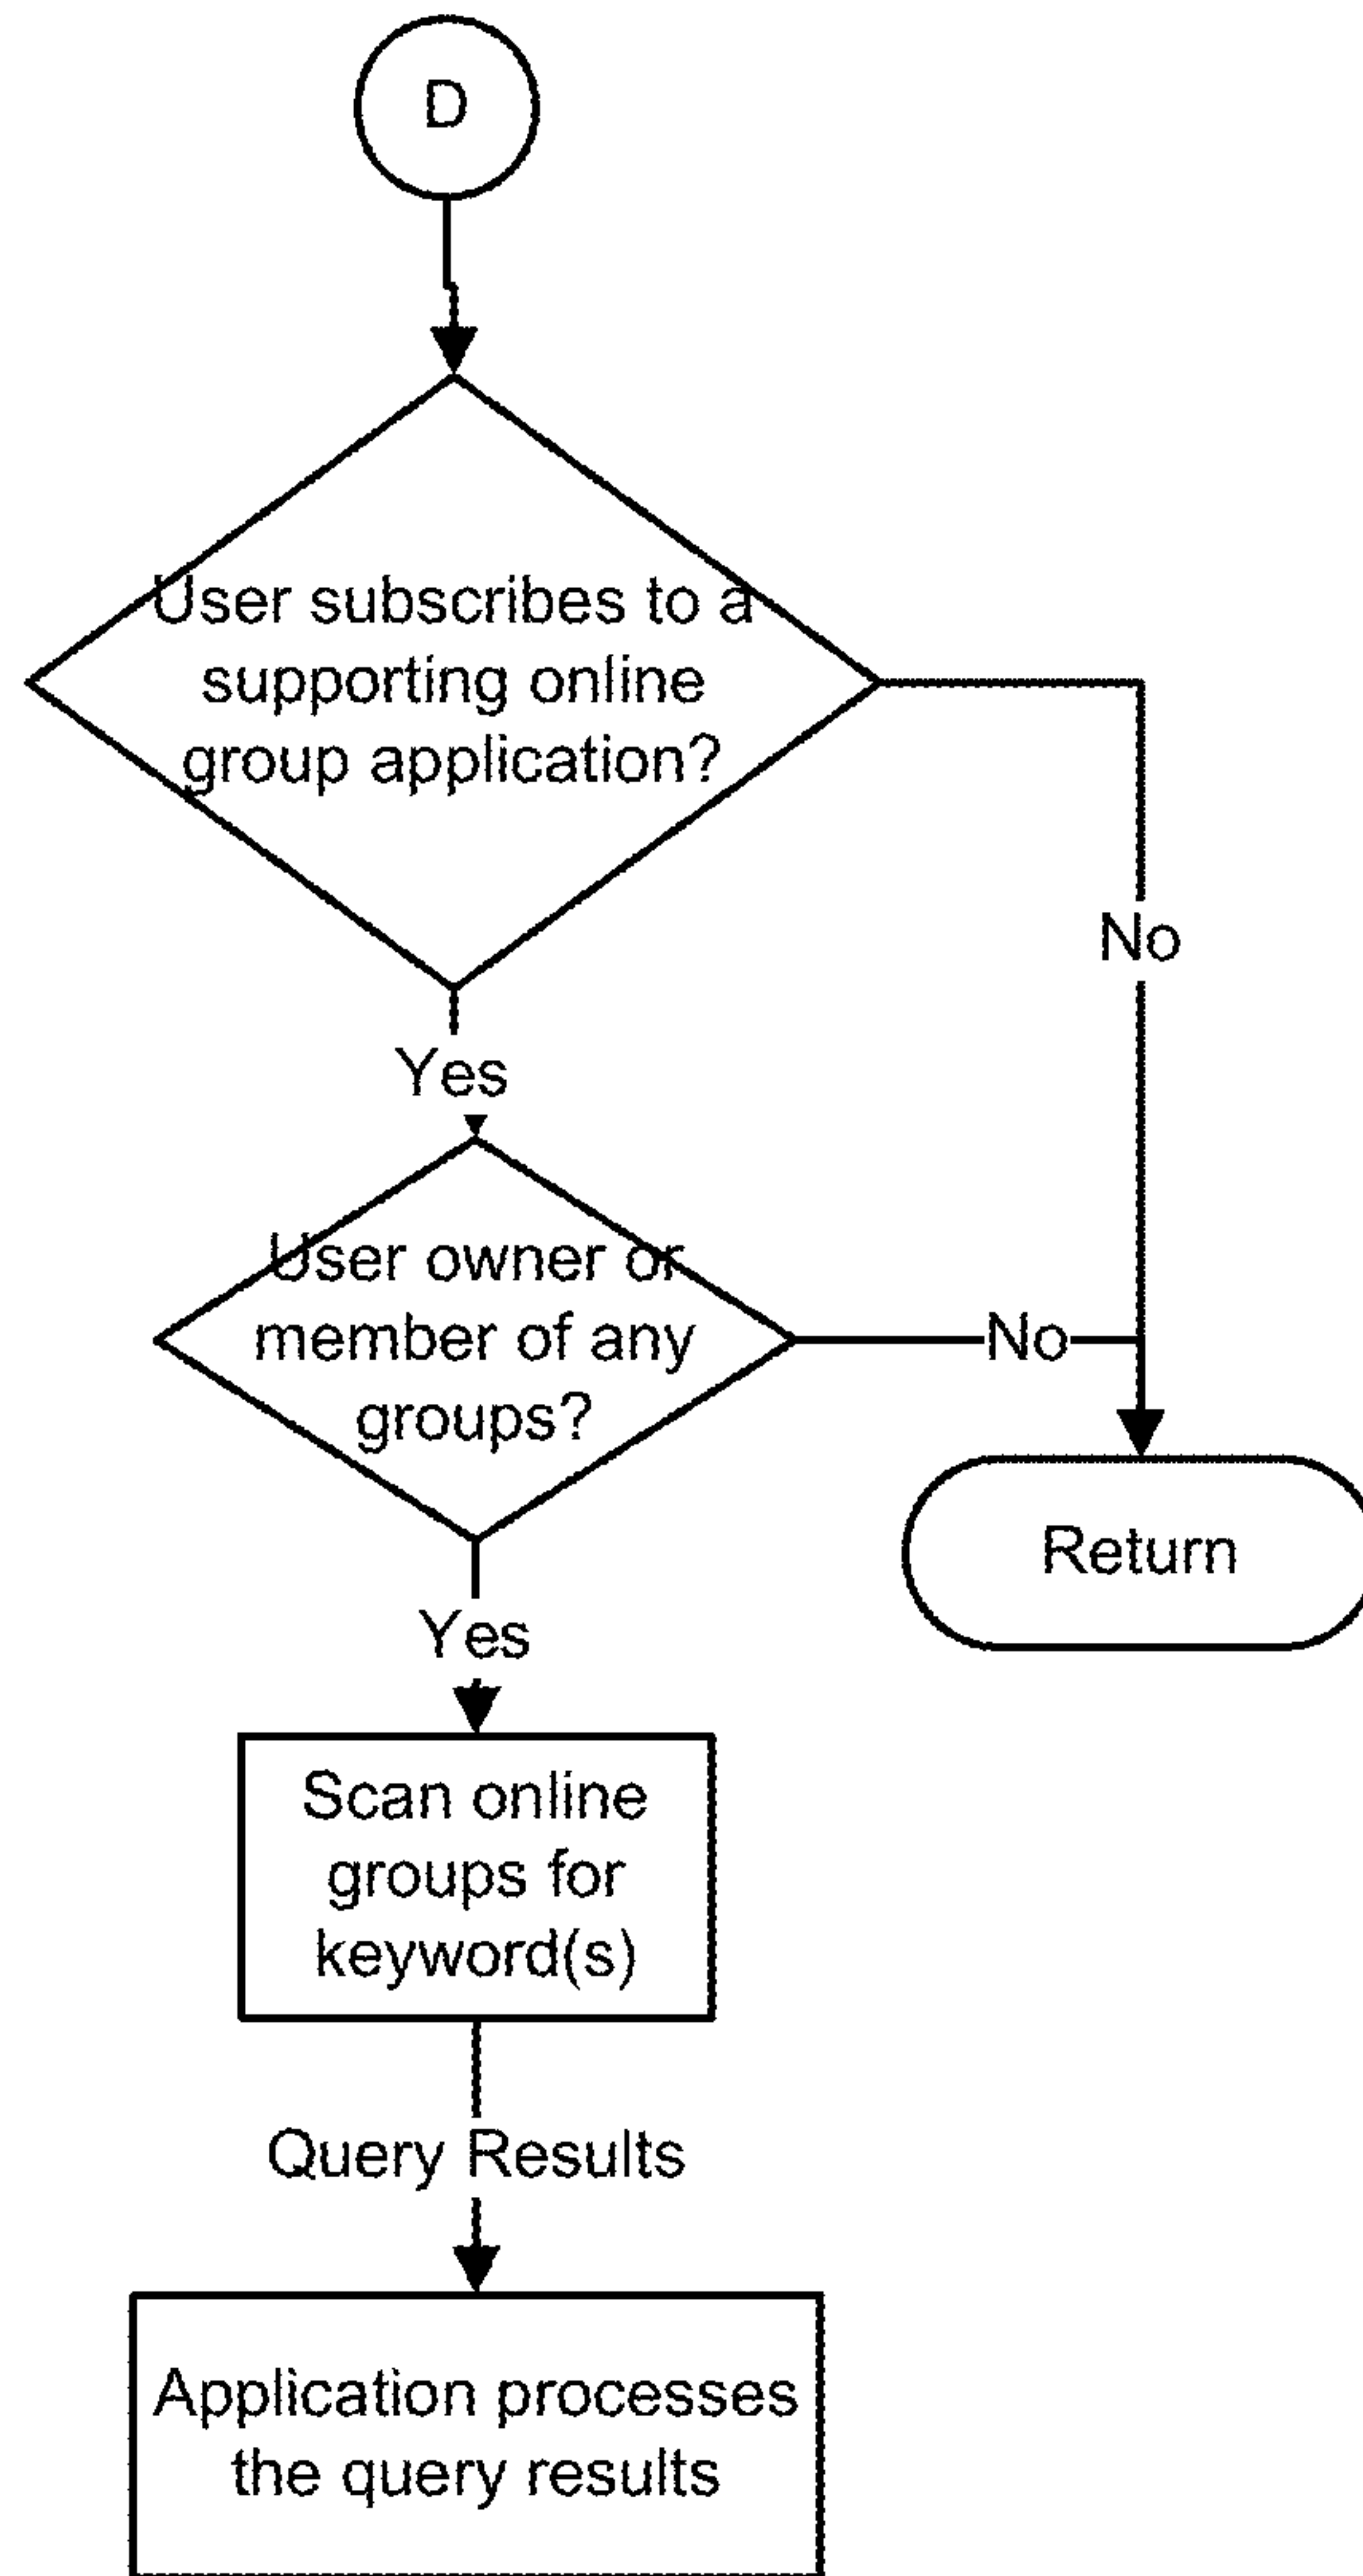 D
User subscribes to a
supporting online
group application?
No
Yes
User owner or
member of any
groups?
No
Return
Yes
Scan online
groups for
keyword(s)
Query Results
Application processes
the query results